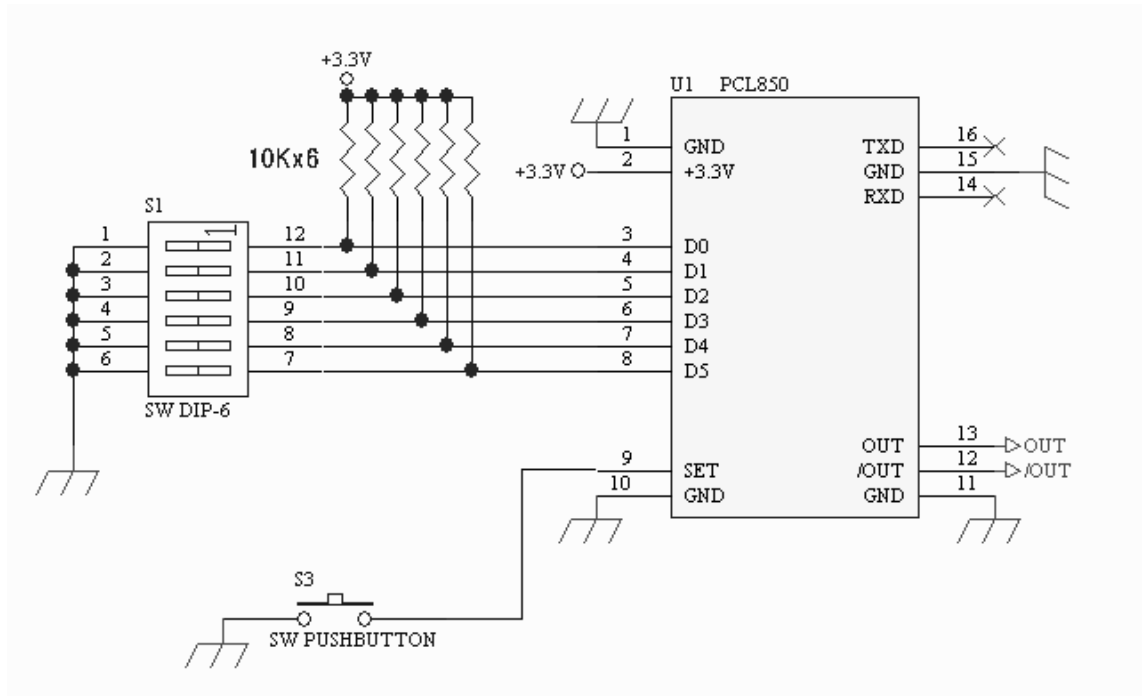 +3.3V
U1 PCL850
10Kx6
1 GND
2 +3.3V
+3.3V
TXD 16
GND 15
RXD 14
S1
1 12
2 11
3 10
4 9
5 8
6 7
1
SW DIP-6
3 D0
4 D1
5 D2
6 D3
7 D4
8 D5
9 SET
10 GND
OUT 13 OUT
/OUT 12 /OUT
GND 11
S3
SW PUSHBUTTON